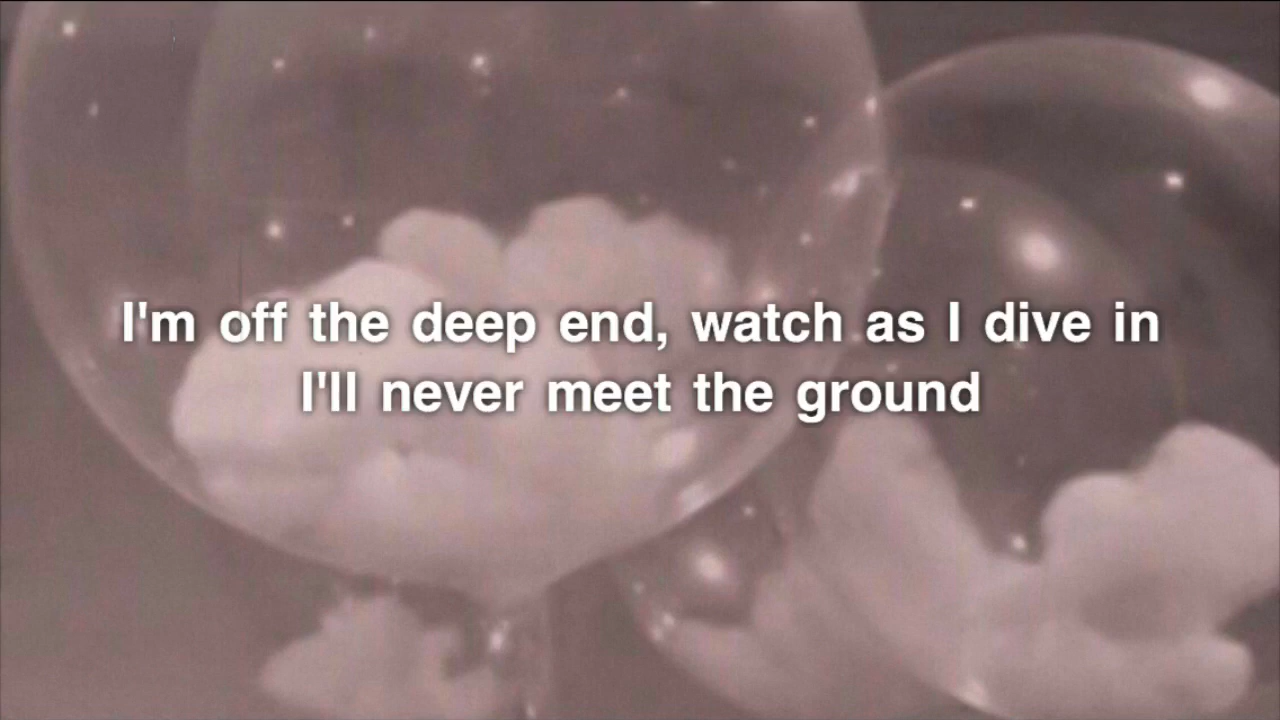 I'm off the deep end, watch as I dive in
I'll never meet the ground